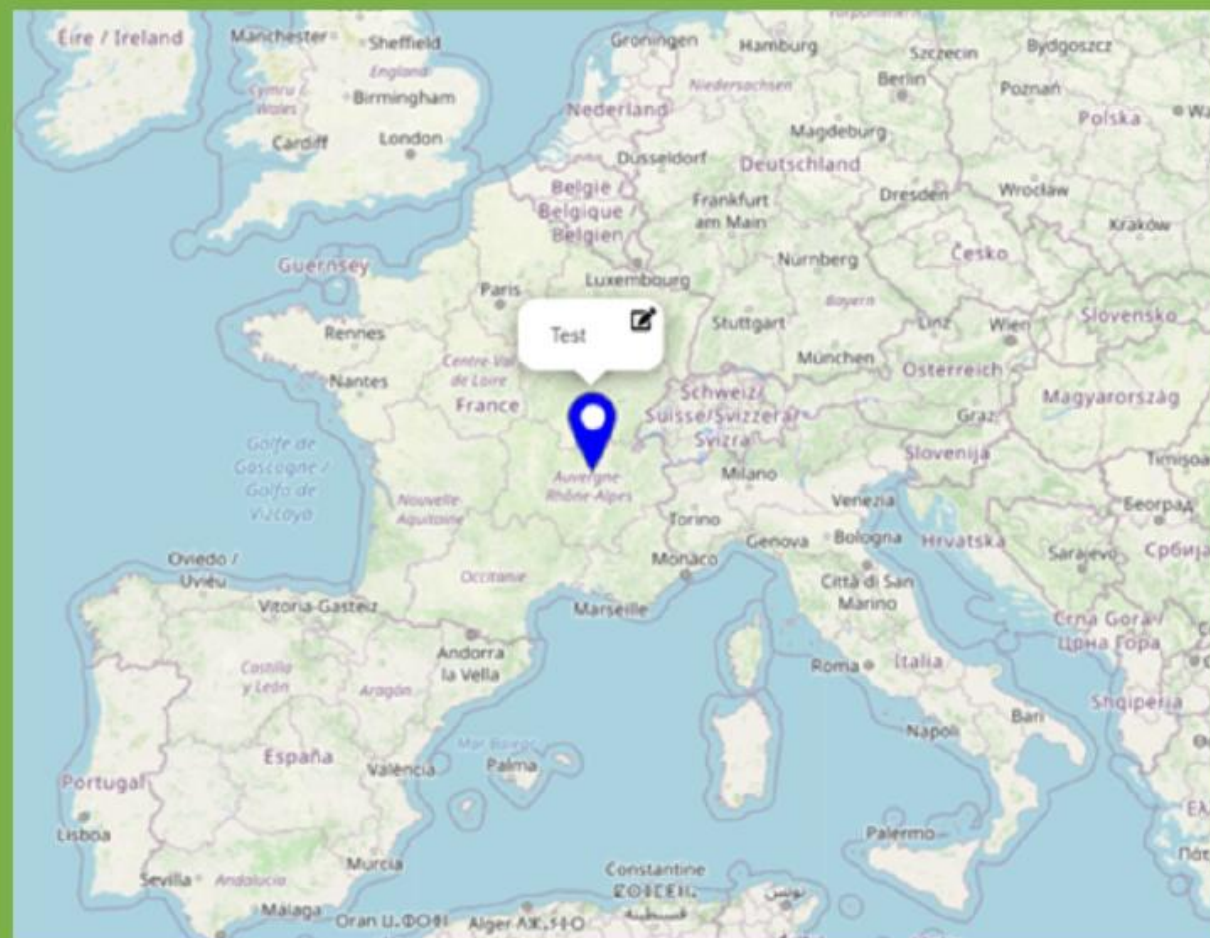 Éire / Ireland
Manchester
Sheffield
England
Cymru /
Wales
Birmingham
Cardiff
London
Groningen
Hamburg
Szczecin
Bydgoszcz
Niedersachsen
Berlin
Poznań
Nederland
Polska
Magdeburg
Düsseldorf
Deutschland
België /
Belgique /
Belgien
Frankfurt
am Main
Dresden
Wrocław
Kraków
Guernsey
Luxembourg
Nürnberg
Česko
Paris
Bayern
Rennes
Test
Stuttgart
Linz
Wien
Slovensko
Centre-Val
de Loire
München
Österreich
Nantes
France
Schweiz/
Suisse/Svizzera/
Svizra
Magyarország
Graz
Golfe de
Gascogne /
Golfo de
Vizcaya
Auvergne
Rhône-Alpes
Milano
Slovenija
Nouvelle-
Aquitaine
Venezia
Београд
Torino
Genova
Bologna
Hrvatska
Sarajevo
Oviedo /
Uviéu
Occitanie
Monaco
Città di San
Marino
Vitoria-Gasteiz
Marseille
Crna Gora /
Црна Гора
Andorra
la Vella
Castilla
y León
Aragón
Roma
Italia
Shqipëria
Napoli
Bari
España
València
Palma
Portugal
Lisboa
Palermo
Murcia
Constantine
Sevilla
Andalucía
Málaga
Oran
Alger
تونس